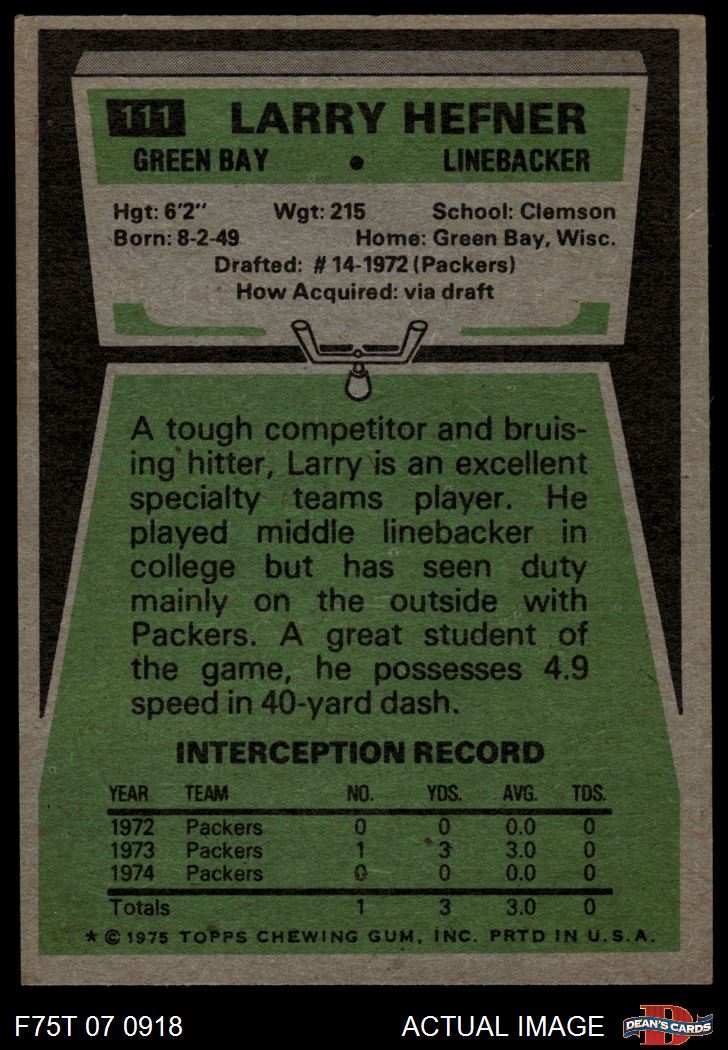 111 LARRY HEFNER
GREEN BAY • LINEBACKER
Hgt: 6'2" Wgt: 215 School: Clemson
Born: 8-2-49 Home: Green Bay, Wisc.
Drafted: #14-1972 (Packers)
How Acquired: via draft
A tough competitor and bruis-
ing hitter, Larry is an excellent
specialty teams player. He
played middle linebacker in
college but has seen duty
mainly on the outside with
Packers. A great student of
the game, he possesses 4.9
speed in 40-yard dash.
INTERCEPTION RECORD
YEAR TEAM NO. YDS. AVG. TDS.
1972 Packers 0 0 0.0 0
1973 Packers 1 3 3.0 0
1974 Packers 0 0 0.0 0
Totals 1 3 3.0 0
* © 1975 TOPPS CHEWING GUM, INC. PRTD IN U.S.A.
F75T 07 0918 ACTUAL IMAGE D DEAN'S CARDS